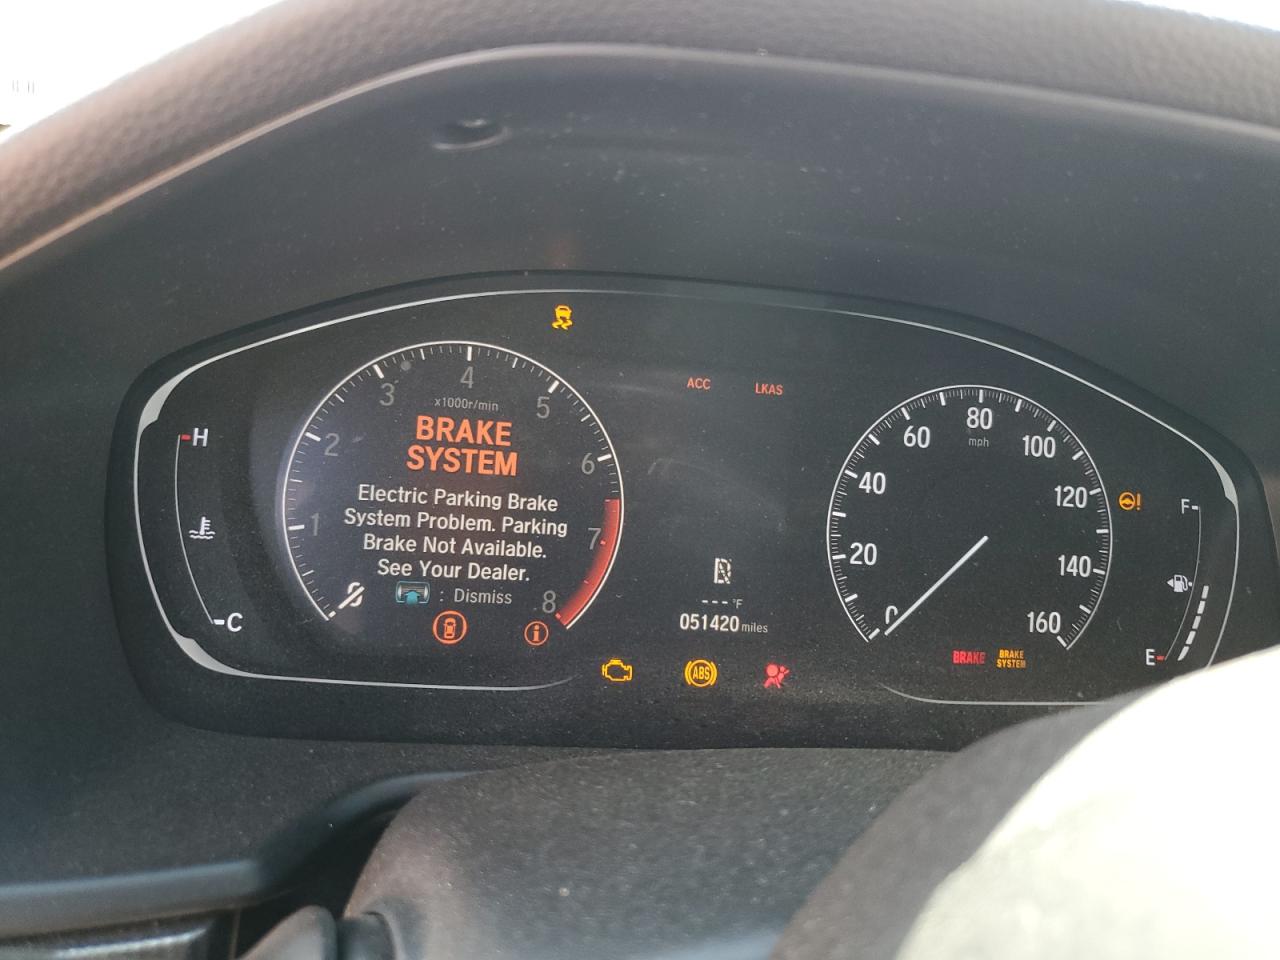 ACC LKAS
4
3 5
x1000r/min
2 6
1 7
8
BRAKE
SYSTEM
Electric Parking Brake
System Problem. Parking
Brake Not Available.
See Your Dealer.
: Dismiss
H
C
i
---°F
051420 miles
ABS
80
mph
60 100
40 120
20 140
0 160
BRAKE
BRAKE
SYSTEM
!
F
E